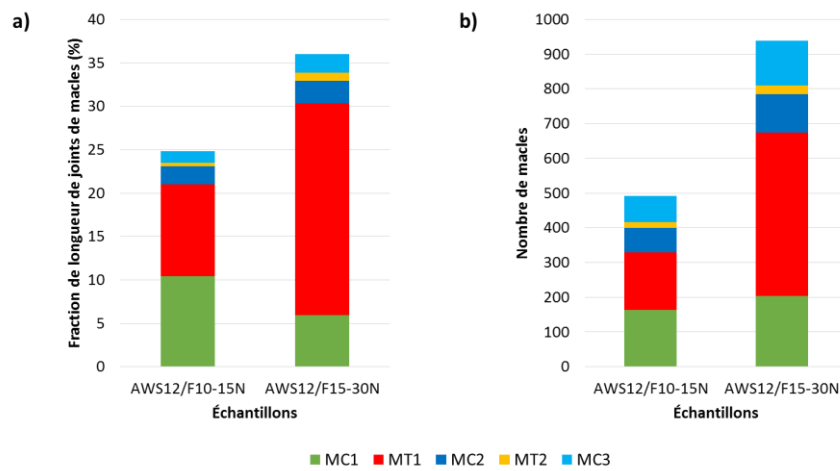 a)
Fraction de longueur de joints de macles (%)
40
35
30
25
20
15
10
5
0
AWS12/F10-15N AWS12/F15-30N
Échantillons
b)
Nombre de macles
1000
900
800
700
600
500
400
300
200
100
0
AWS12/F10-15N AWS12/F15-30N
Échantillons
MC1 MT1 MC2 MT2 MC3